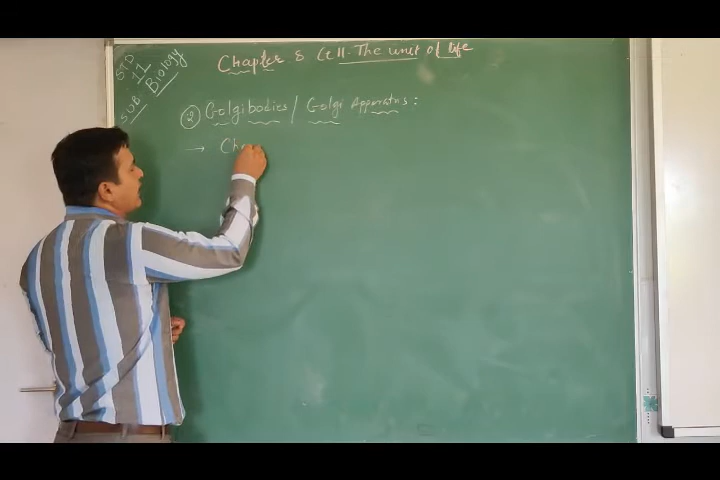 STD
11
SUB: Biology
Chapter 8 Cell - The unit of life
② Golgibodies / Golgi Apparatus :
→ Ch